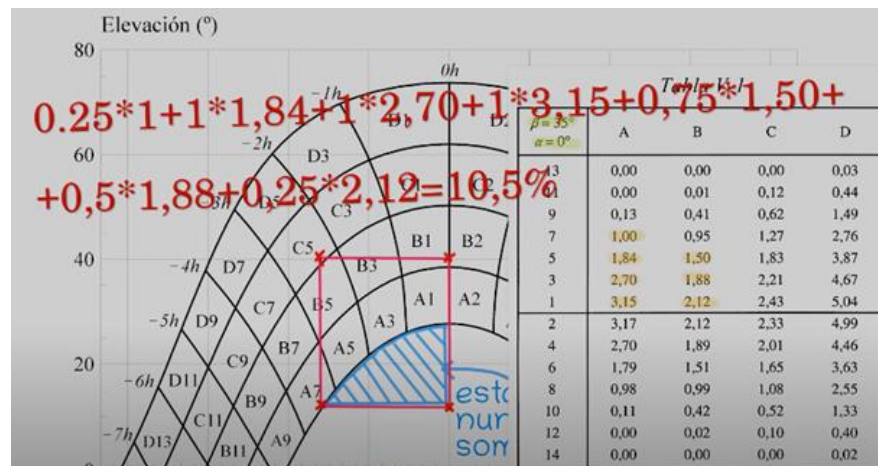 Elevación (º)
80
60
40
20
0h
-1h
-2h
3h
-4h
-5h
-6h
-7h
D1
D3
D5
D7
D9
D11
D13
C1
C2
C3
C5
C7
C9
C11
B1
B2
B3
B5
B7
B9
B11
A1
A2
A3
A5
A7
A9
0.25*1+1*1,84+1*2,70+1*3,15+0,75*1,50+
+0,5*1,88+0,25*2,12=10,5%
esta
nur
som
β = 35º
α = 0º
A B C D
13 0,00 0,00 0,00 0,03
11 0,00 0,01 0,12 0,44
9 0,13 0,41 0,62 1,49
7 1,00 0,95 1,27 2,76
5 1,84 1,50 1,83 3,87
3 2,70 1,88 2,21 4,67
1 3,15 2,12 2,43 5,04
2 3,17 2,12 2,33 4,99
4 2,70 1,89 2,01 4,46
6 1,79 1,51 1,65 3,63
8 0,98 0,99 1,08 2,55
10 0,11 0,42 0,52 1,33
12 0,00 0,02 0,10 0,40
14 0,00 0,00 0,00 0,02